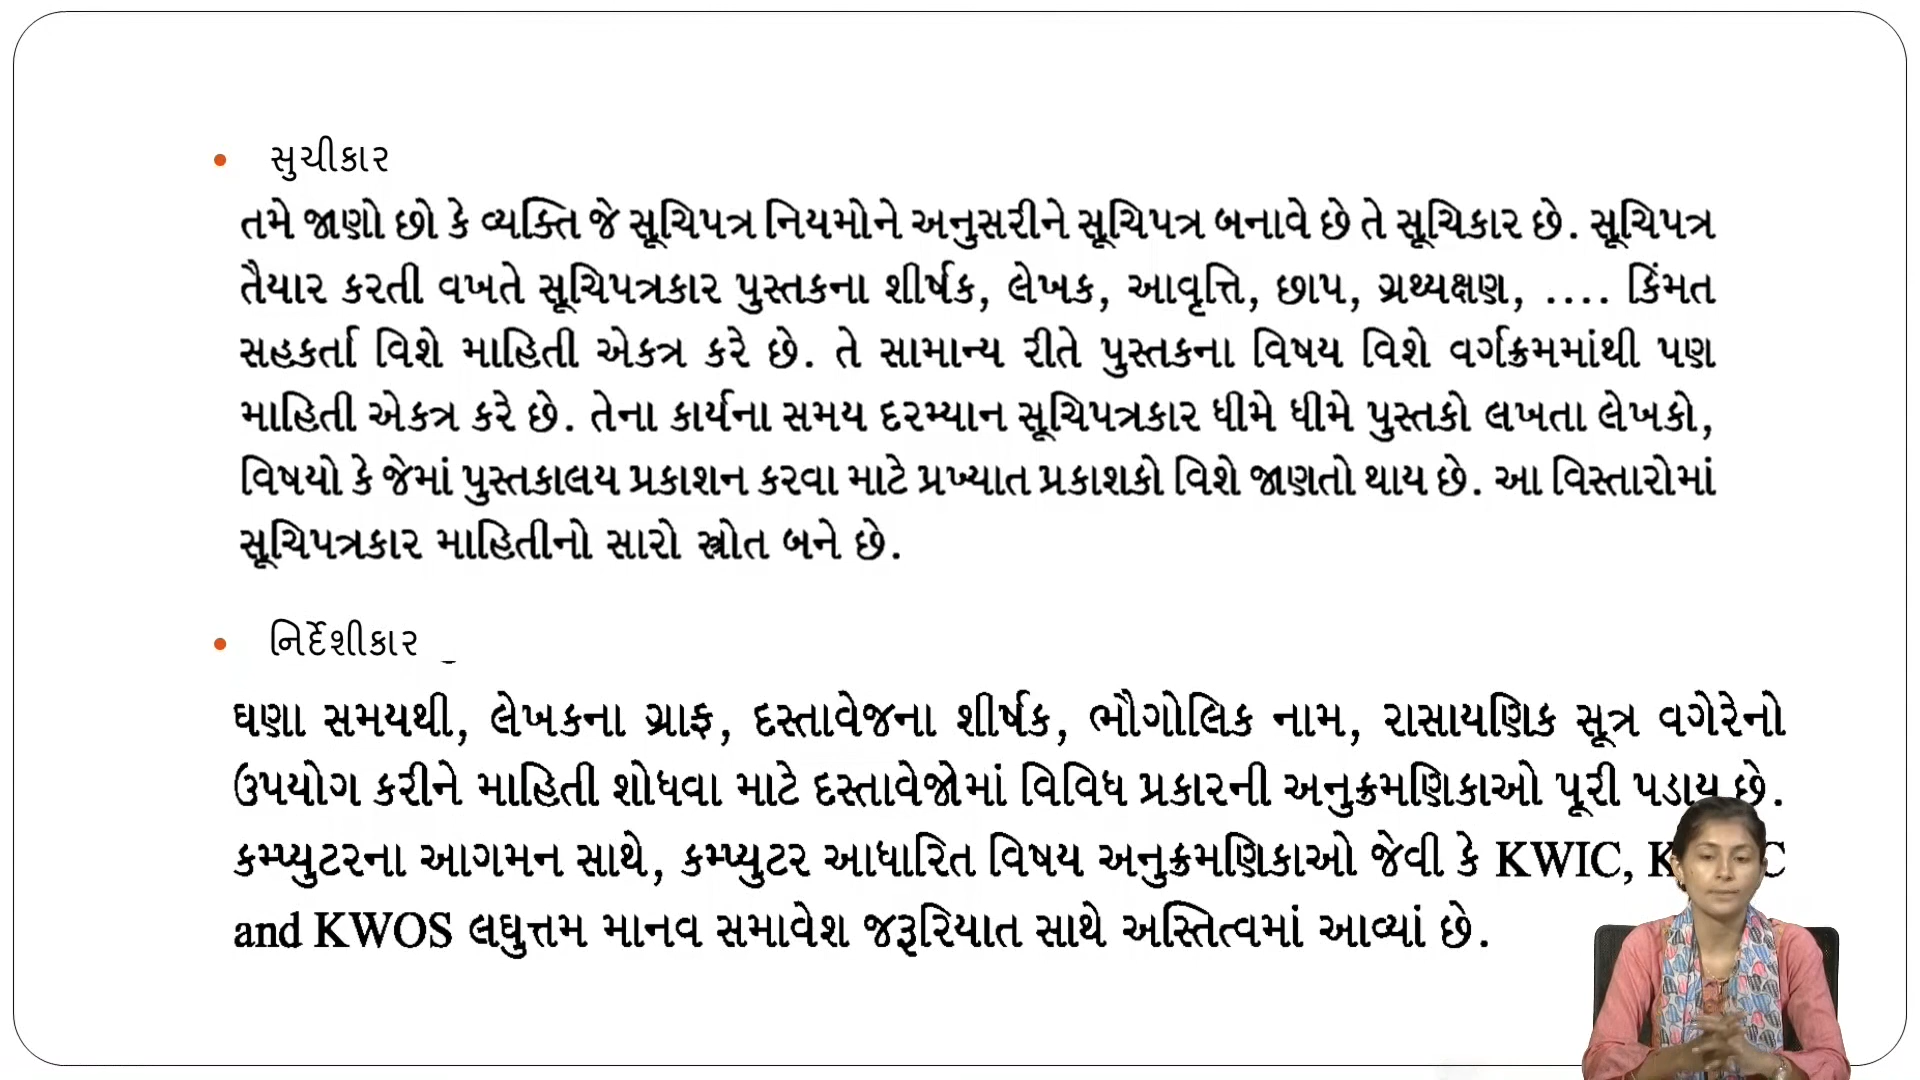 સુચીકાર
તમે જાણો છો કે વ્યક્તિ જે સૂચિપત્ર નિયમોને અનુસરીને સૂચિપત્ર બનાવે છે તે સૂચિકાર છે. સૂચિપત્ર
તૈયાર કરતી વખતે સૂચિપત્રકાર પુસ્તકના શીર્ષક, લેખક, આવૃત્તિ, છાપ, ગ્રથ્યક્ષણ, .... કિંમત
સહકર્તા વિશે માહિતી એકત્ર કરે છે. તે સામાન્ય રીતે પુસ્તકના વિષય વિશે વર્ગક્રમમાંથી પણ
માહિતી એકત્ર કરે છે. તેના કાર્યના સમય દરમ્યાન સૂચિપત્રકાર ધીમે ધીમે પુસ્તકો લખતા લેખકો,
વિષયો કે જેમાં પુસ્તકાલય પ્રકાશન કરવા માટે પ્રખ્યાત પ્રકાશકો વિશે જાણતો થાય છે. આ વિસ્તારોમાં
સૂચિપત્રકાર માહિતીનો સારો સ્ત્રોત બને છે.
નિર્દેશીકાર
ઘણા સમયથી, લેખકના ગ્રાફ, દસ્તાવેજના શીર્ષક, ભૌગોલિક નામ, રાસાયણિક સૂત્ર વગેરેનો
ઉપયોગ કરીને માહિતી શોધવા માટે દસ્તાવેજોમાં વિવિધ પ્રકારની અનુક્રમણિકાઓ પૂરી પડાય છે.
કમ્પ્યુટરના આગમન સાથે, કમ્પ્યુટર આધારિત વિષય અનુક્રમણિકાઓ જેવી કે KWIC,
and KWOS લઘુત્તમ માનવ સમાવેશ જરૂરિયાત સાથે અસ્તિત્વમાં આવ્યાં છે.